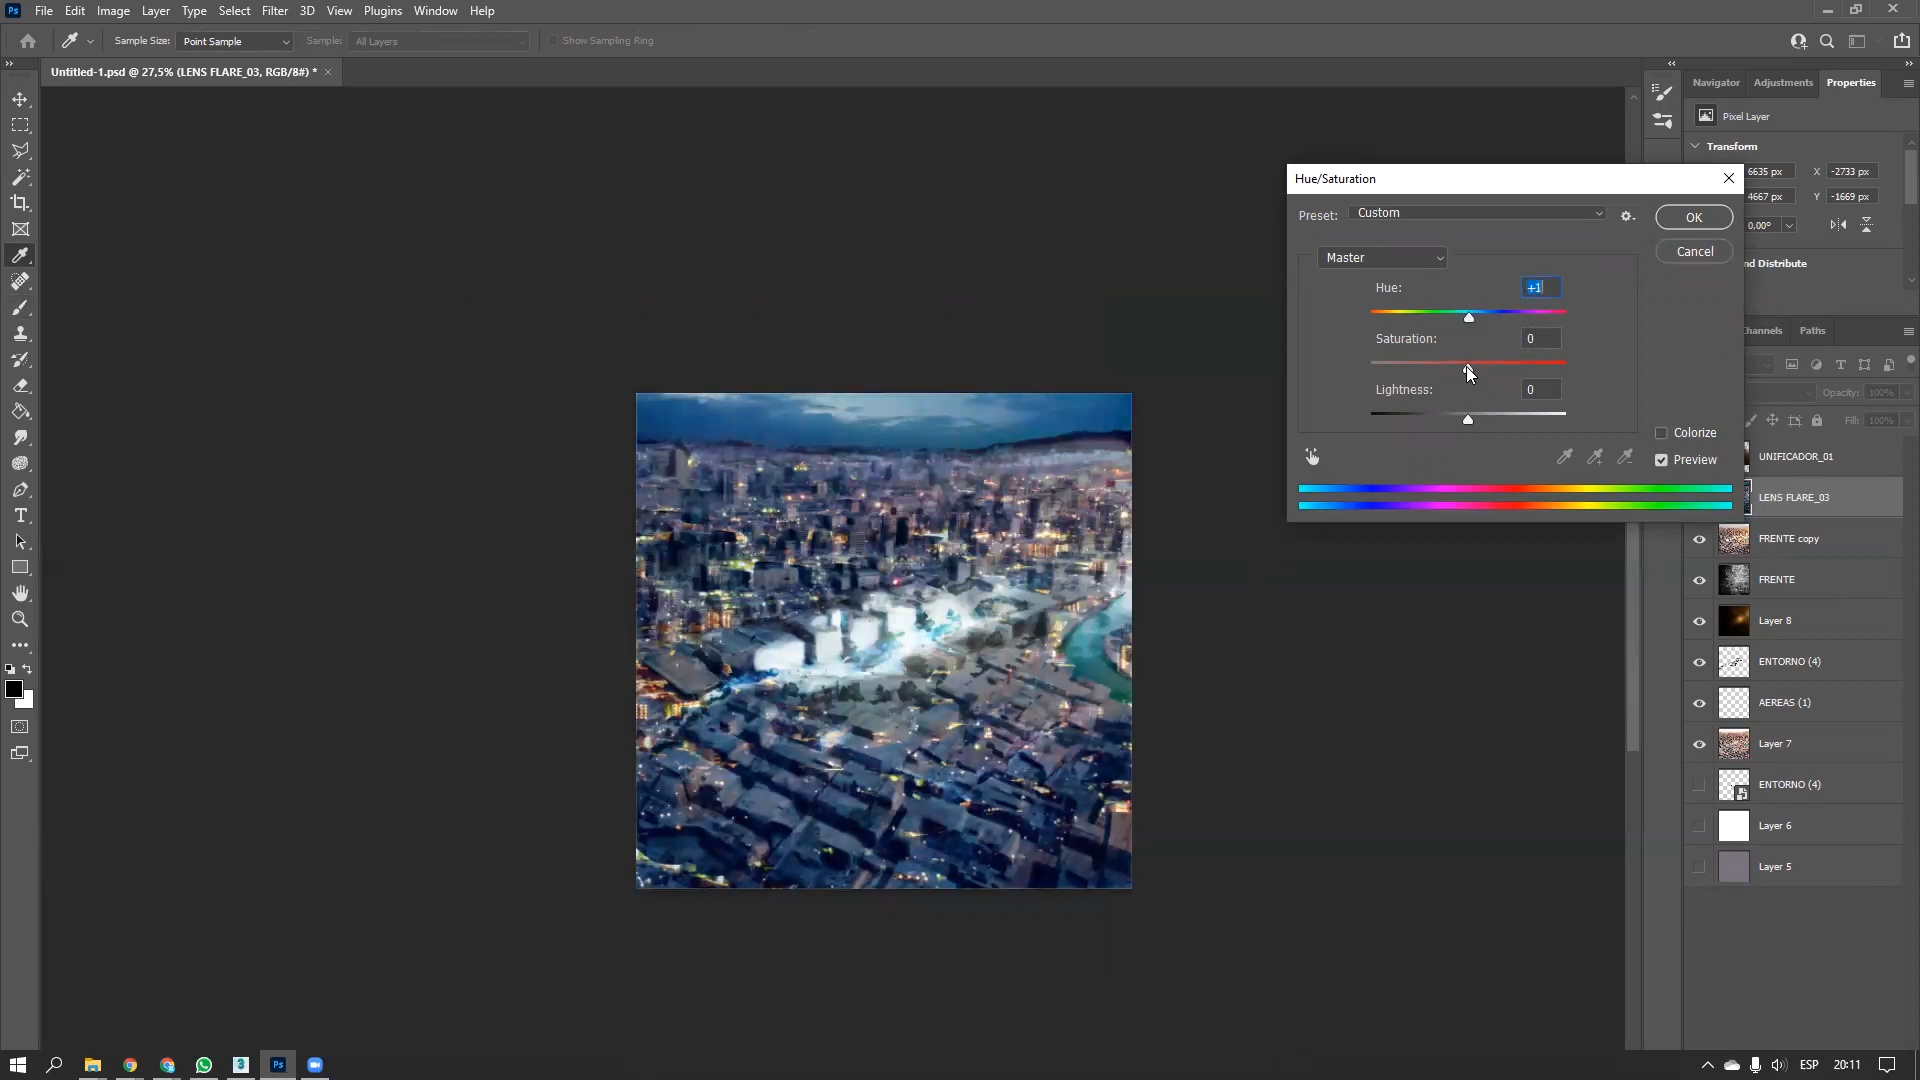 Ps File Edit Image Layer Type Select Filter 3D View Plugins Window Help
Sample Size: Point Sample Sample: All Layers Show Sampling Ring
Untitled-1.psd @ 27,5% (LENS FLARE_03, RGB/8#) * ×
Navigator Adjustments Properties
Pixel Layer
Transform
6635 px X -2733 px
4667 px Y -1669 px
0,00°
nd Distribute
Hue/Saturation
Preset: Custom
OK
Cancel
Master
Hue: +1
Saturation: 0
Lightness: 0
Colorize
Preview
hannels Paths
Opacity: 100%
Fill: 100%
UNIFICADOR_01
LENS FLARE_03
FRENTE copy
FRENTE
Layer 8
ENTORNO (4)
AEREAS (1)
Layer 7
ENTORNO (4)
Layer 6
Layer 5
3 Ps
ESP 20:11